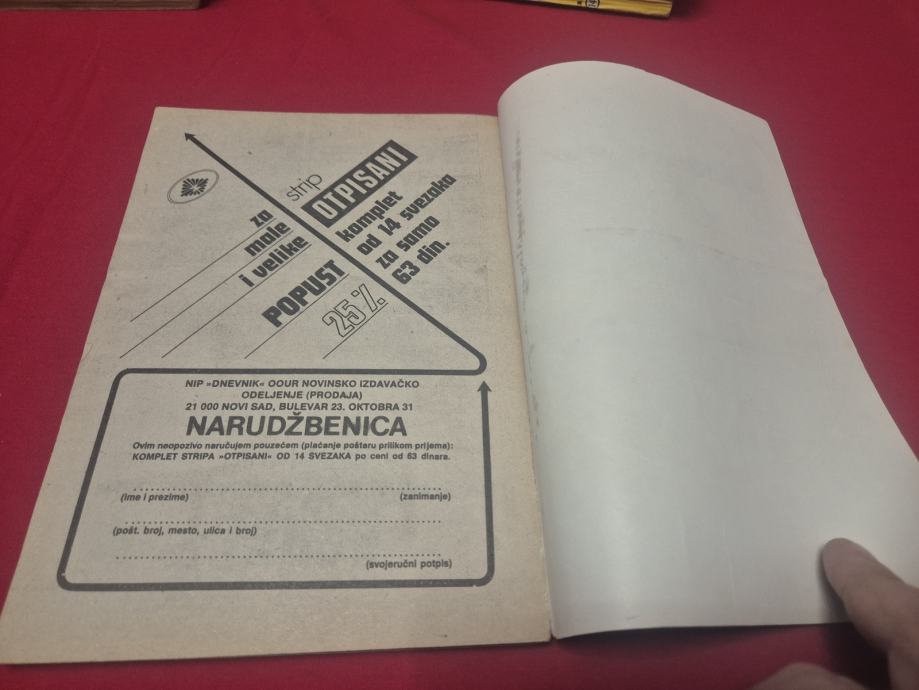 strip
OTPISANI
za
male
i velike
komplet
od 14 svezaka
za samo
63 din.
POPUST
25%
NIP »DNEVNIK« OOUR NOVINSKO IZDAVAČKO
ODELJENJE (PRODAJA)
21 000 NOVI SAD, BULEVAR 23. OKTOBRA 31
NARUDŽBENICA
Ovim neopozivo naručujem pouzećem (plaćanje poštaru prilikom prijema):
KOMPLET STRIPA »OTPISANI« OD 14 SVEZAKA po ceni od 63 dinara.
(ime i prezime) (zanimanje)
(pošt. broj, mesto, ulica i broj)
(svojeručni potpis)